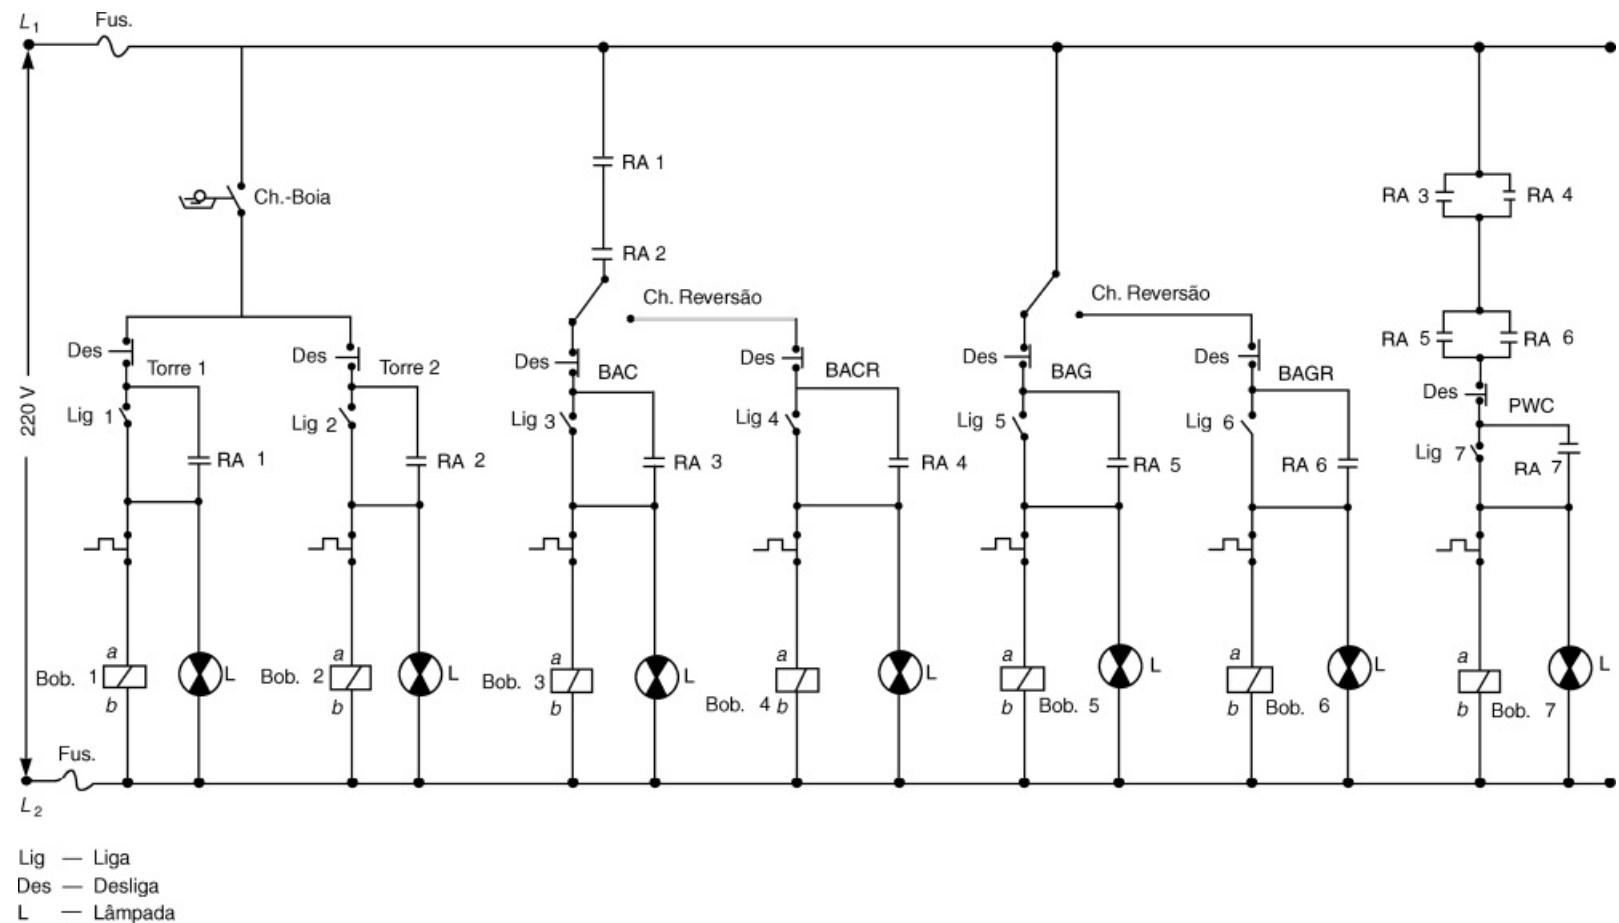 L1
Fus.
Ch.-Boia
RA 1
RA 2
RA 3
RA 4
Ch. Reversão
Ch. Reversão
RA 5
RA 6
220 V
Des
Torre 1
Des
Torre 2
Des
BAC
Des
BACR
Des
BAG
Des
BAGR
Des
PWC
Lig 1
Lig 2
Lig 3
Lig 4
Lig 5
Lig 6
Lig 7
RA 1
RA 2
RA 3
RA 4
RA 5
RA 6
RA 7
a
Bob. 1
b
L
a
Bob. 2
b
L
a
Bob. 3
b
L
a
Bob. 4
b
L
a
b
Bob. 5
L
a
b
Bob. 6
L
a
b
Bob. 7
L
Fus.
L2
Lig — Liga
Des — Desliga
L — Lâmpada